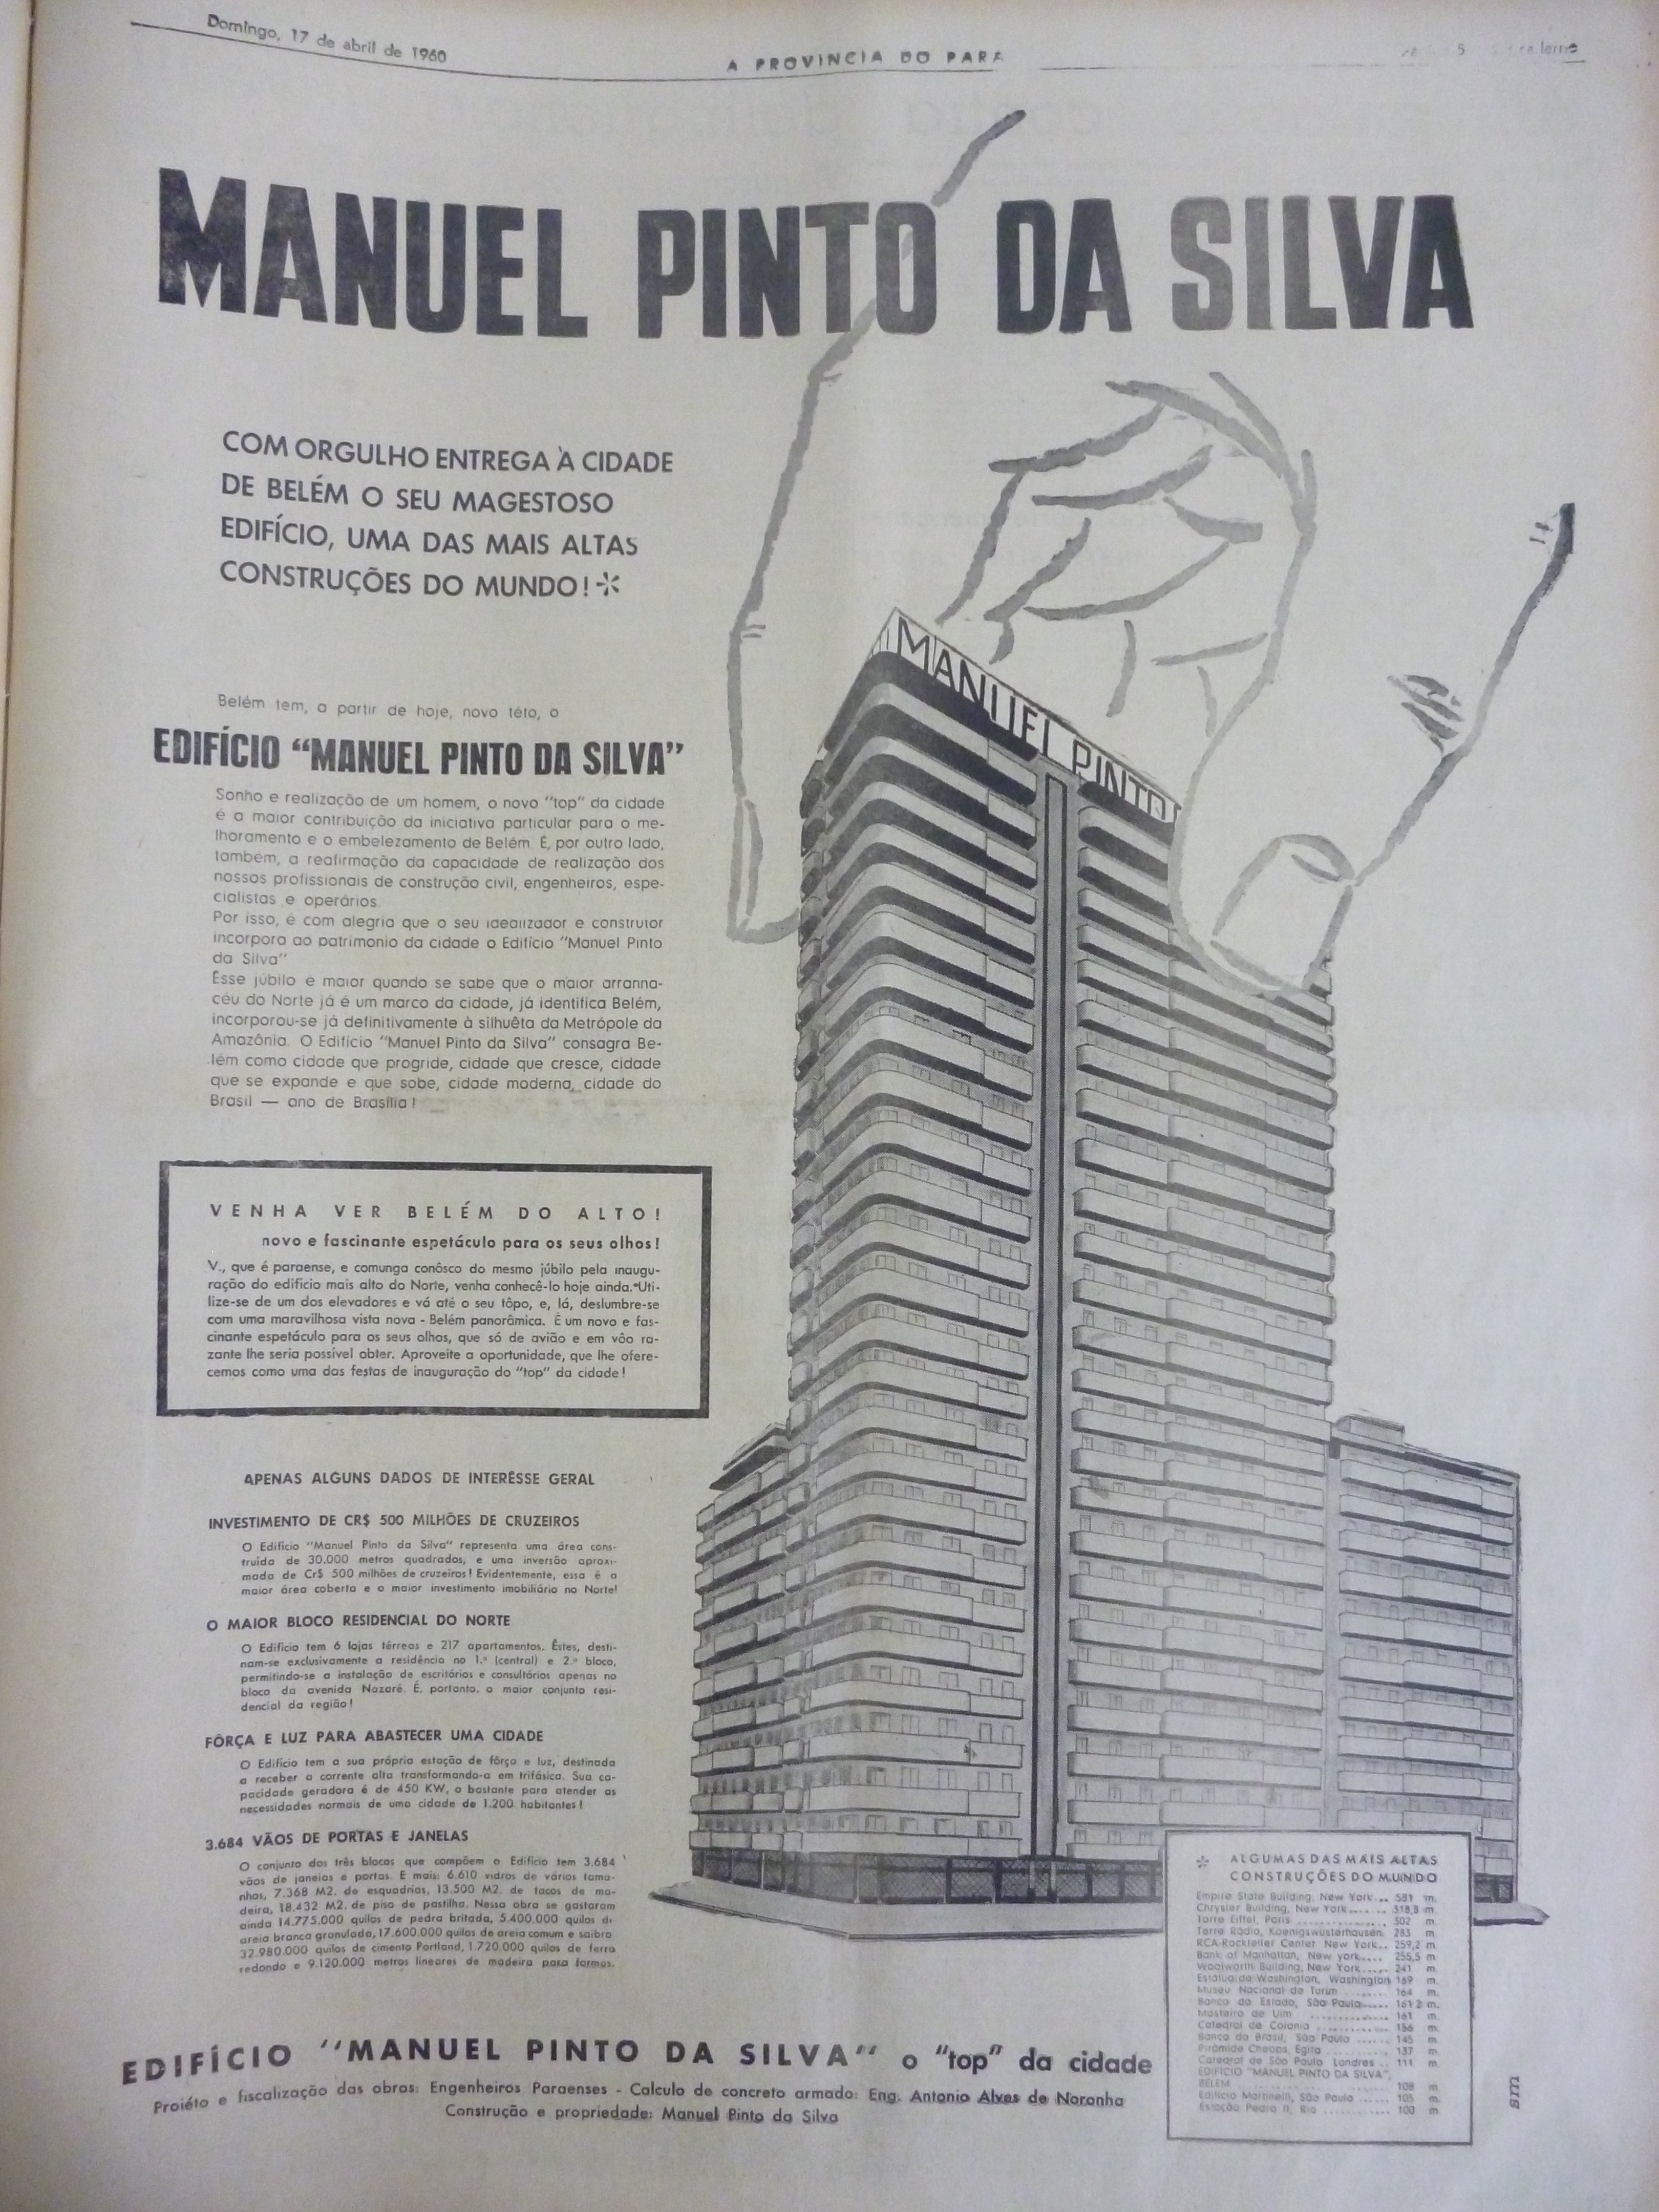 Domingo, 17 de abril de 1960
A PROVINCIA DO PARÁ
5
MANUEL PINTO DA SILVA
COM ORGULHO ENTREGA À CIDADE
DE BELÉM O SEU MAGESTOSO
EDIFÍCIO, UMA DAS MAIS ALTAS
CONSTRUÇÕES DO MUNDO! *
MANUEL PINTO
Belém tem, a partir de hoje, novo této, o
EDIFÍCIO “MANUEL PINTO DA SILVA”
Sonho e realização de um homem, o novo "top" da cidade
é a maior contribuição da iniciativa particular para o me-
lhoramento e o embelezamento de Belém. É, por outro lado,
também, a reafirmação da capacidade de realização dos
nossos profissionais de construção civil, engenheiros, espe-
cialistas e operários.
Por isso, é com alegria que o seu idealizador e construtor
incorpora ao patrimonio da cidade o Edifício "Manuel Pinto
da Silva"
Êsse júbilo é maior quando se sabe que o maior arranha-
céu do Norte já é um marco da cidade, já identifica Belém,
incorporou-se já definitivamente à silhuêta da Metrópole da
Amazônia. O Edifício "Manuel Pinto da Silva" consagra Be-
lém como cidade que progride, cidade que cresce, cidade
que se expande e que sobe, cidade moderna, cidade do
Brasil — ano de Brasília!
VENHA VER BELÉM DO ALTO!
novo e fascinante espetáculo para os seus olhos!
V., que é paraense, e comunga conôsco do mesmo júbilo pela inaugu-
ração do edifício mais alto do Norte, venha conhecê-lo hoje ainda. Uti-
lize-se de um dos elevadores e vá até o seu tôpo, e, lá, deslumbre-se
com uma maravilhosa vista nova - Belém panorâmica. É um novo e fas-
cinante espetáculo para os seus olhos, que só de avião e em vôo ra-
zante lhe seria possível obter. Aproveite a oportunidade, que lhe ofere-
cemos como uma das festas de inauguração do "top" da cidade!
APENAS ALGUNS DADOS DE INTERÊSSE GERAL
INVESTIMENTO DE CR$ 500 MILHÕES DE CRUZEIROS
O Edifício "Manuel Pinto da Silva" representa uma área cons-
truída de 30.000 metros quadrados, e uma inversão aproxi-
mada de Cr$ 500 milhões de cruzeiros! Evidentemente, essa é a
maior área coberta e o maior investimento imobiliário no Norte!
O MAIOR BLOCO RESIDENCIAL DO NORTE
O Edifício tem 6 lojas térreas e 217 apartamentos. Êstes, desti-
nam-se exclusivamente a residência no 1.º (central) e 2.º bloco,
permitindo-se a instalação de escritórios e consultórios apenas no
bloco da avenida Nazaré. É, portanto, o maior conjunto resi-
dencial da região!
FÔRÇA E LUZ PARA ABASTECER UMA CIDADE
O Edifício tem a sua própria estação de fôrça e luz, destinada
a receber a corrente alta transformando-a em trifásica. Sua ca-
pacidade geradora é de 450 KW, o bastante para atender as
necessidades normais de uma cidade de 1.200 habitantes!
3.684 VÃOS DE PORTAS E JANELAS
O conjunto dos três blocos que compõem o Edifício tem 3.684
vãos de janelas e portas. E mais: 6.610 vidros de vários tama-
nhos, 7.368 M2. de esquadrias, 13.500 M2. de tacos de ma-
deira, 18.432 M2. de piso de pastilha. Nessa obra se gastaram
ainda 14.775.000 quilos de pedra britada, 5.400.000 quilos de
areia branca granulada, 17.600.000 quilos de areia comum e saibro
32.980.000 quilos de cimento Portland, 1.720.000 quilos de ferro
redondo e 9.120.000 metros lineares de madeira para formas.
* ALGUMAS DAS MAIS ALTAS
CONSTRUÇÕES DO MUNDO
Empire State Building, New York... 381 m.
Chrysler Building, New York..... 318,8 m.
Torre Eiffel, Paris ............... 302 m.
Torre Radio, Koenigswusterhausen. 283 m.
RCA-Rockfeller Center New York.. 259,2 m.
Bank of Manhattan, New york.... 255,5 m.
Woolworth Building, New York...... 241 m.
Estátua da Washington, Washington 169 m.
Museu Nacional de Turim ........ 164 m.
Banco do Estado, São Paulo...... 161,2 m.
Mosteiro de Ulm ............ 161 m.
Catedral de Colonia ............ 156 m.
Banco do Brasil, São Paulo ...... 145 m.
Pirâmide Cheops, Egito .......... 137 m.
Catedral de São Paulo Londres .. 111 m.
EDIFÍCIO "MANUEL PINTO DA SILVA",
BELÉM .................. 108 m.
Edifício Martinelli, São Paulo ...... 105 m.
Estação Pedro II, Rio ............ 100 m.
EDIFÍCIO "MANUEL PINTO DA SILVA" o "top" da cidade
Projéto e fiscalização das obras: Engenheiros Paraenses - Calculo de concreto armado: Eng. Antonio Alves de Noronha
Construção e propriedade: Manuel Pinto da Silva
sm